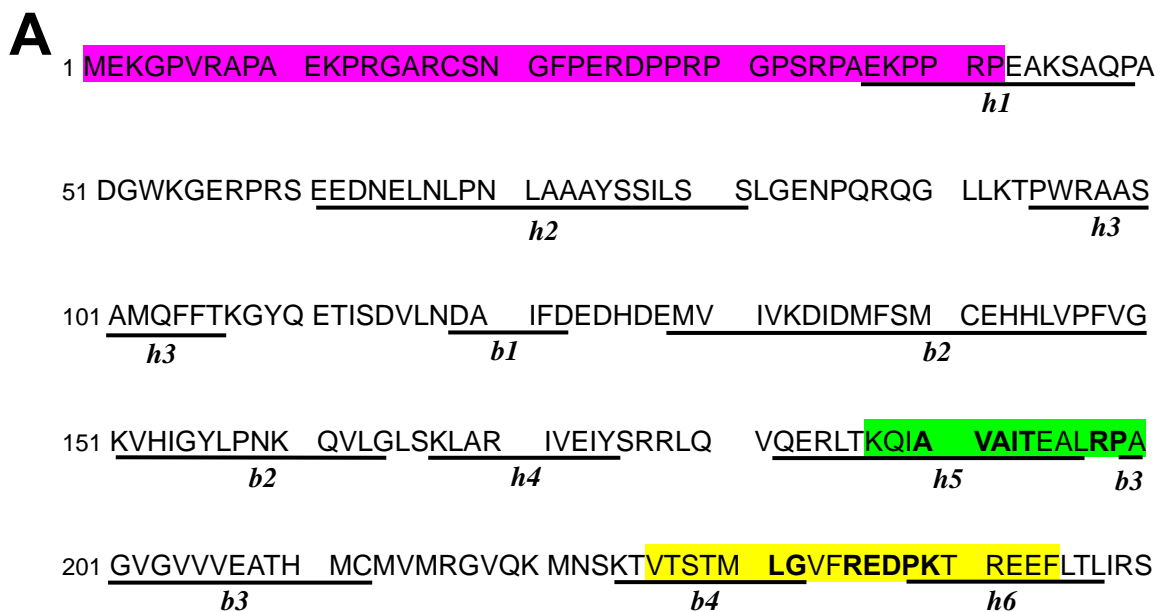 A
1 MEKGPVRAPA EKPRGARCSN GFPERDPPRP GPSRPAEKPP RPEAKSAQPA
h1
51 DGWKGERPRS EEDNELNLPN LAAAYSSILS SLGENPQRQG LLKTPWRAAS
h2 h3
101 AMQFFTKGYQ ETISDVLNDA IFDEDHDEMV IVKDIDMFSM CEHHLVPFVG
h3 b1 b2
151 KVHIGYLPNK QVLGLSKLAR IVEIYSRRLQ VQERLTKQIA VAITEALRPA
b2 h4 h5 b3
201 GVGVVVEATH MCMVMRGVQK MNSKTVTSTM LGVFREDPKT REEFLTLIRS
b3 b4 h6